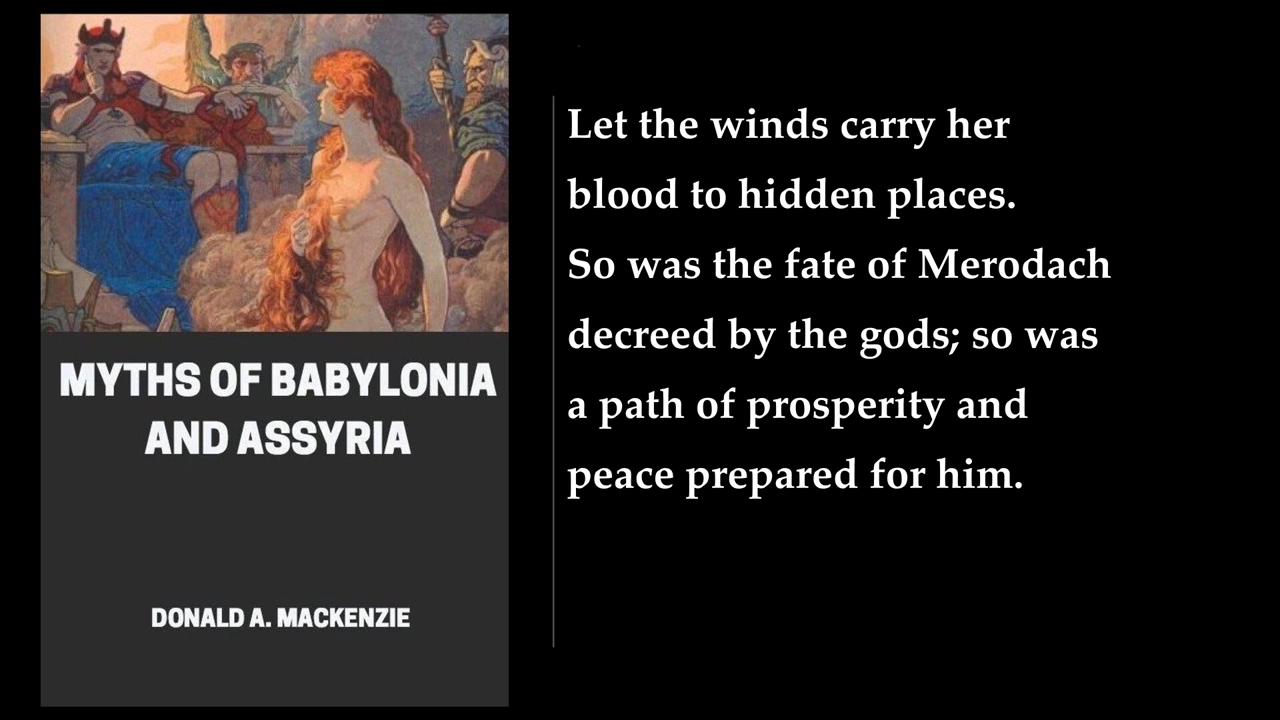 MYTHS OF BABYLONIA
AND ASSYRIA
DONALD A. MACKENZIE
Let the winds carry her
blood to hidden places.
So was the fate of Merodach
decreed by the gods; so was
a path of prosperity and
peace prepared for him.